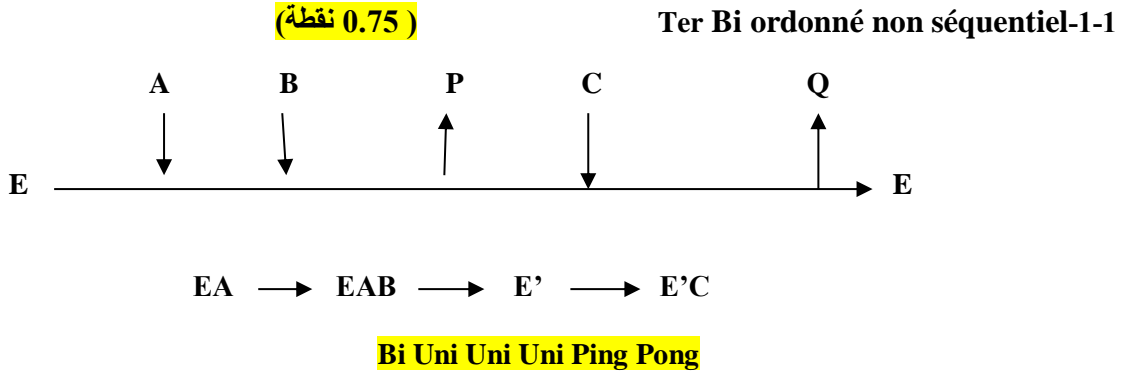 1-1-Ter Bi ordonné non séquentiel (0.75 نقطة)
A B P C Q
E E
EA EAB E’ E’C
Bi Uni Uni Uni Ping Pong